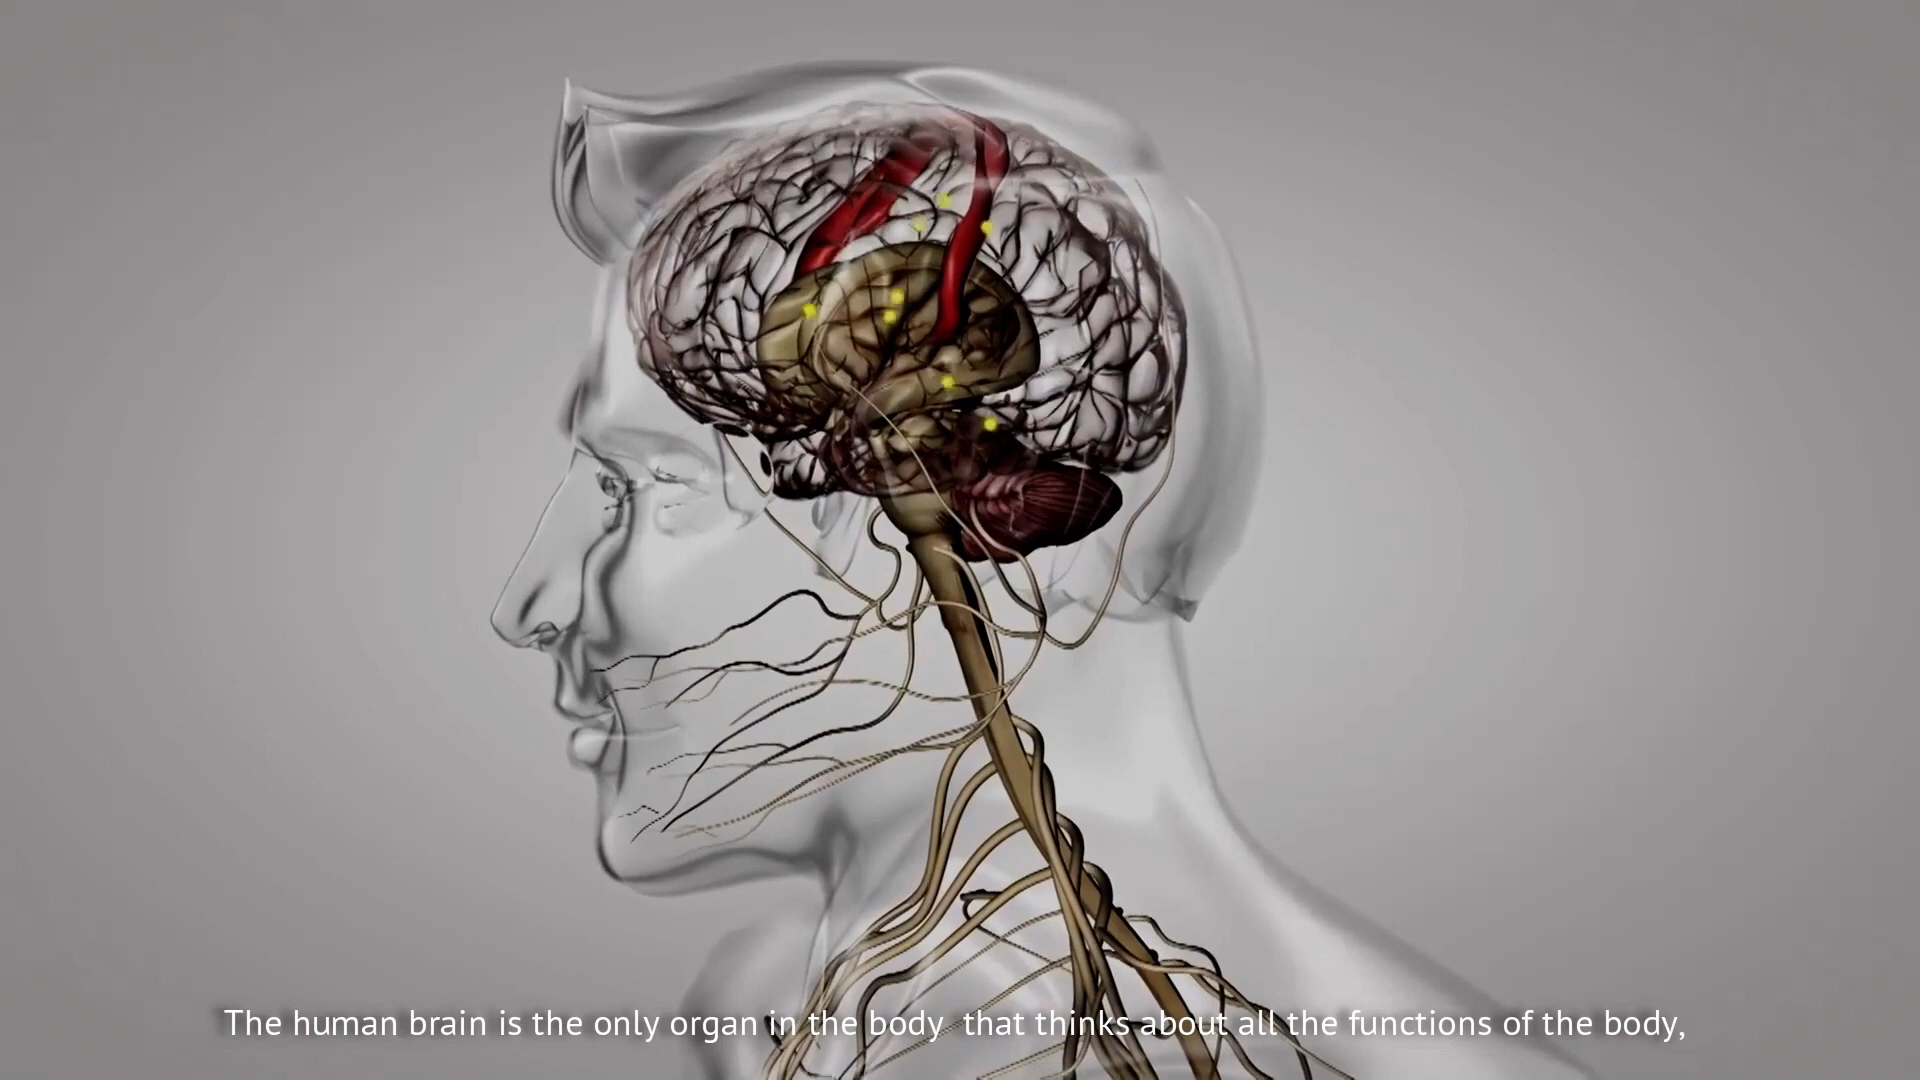 The human brain is the only organ in the body that thinks about all the functions of the body,